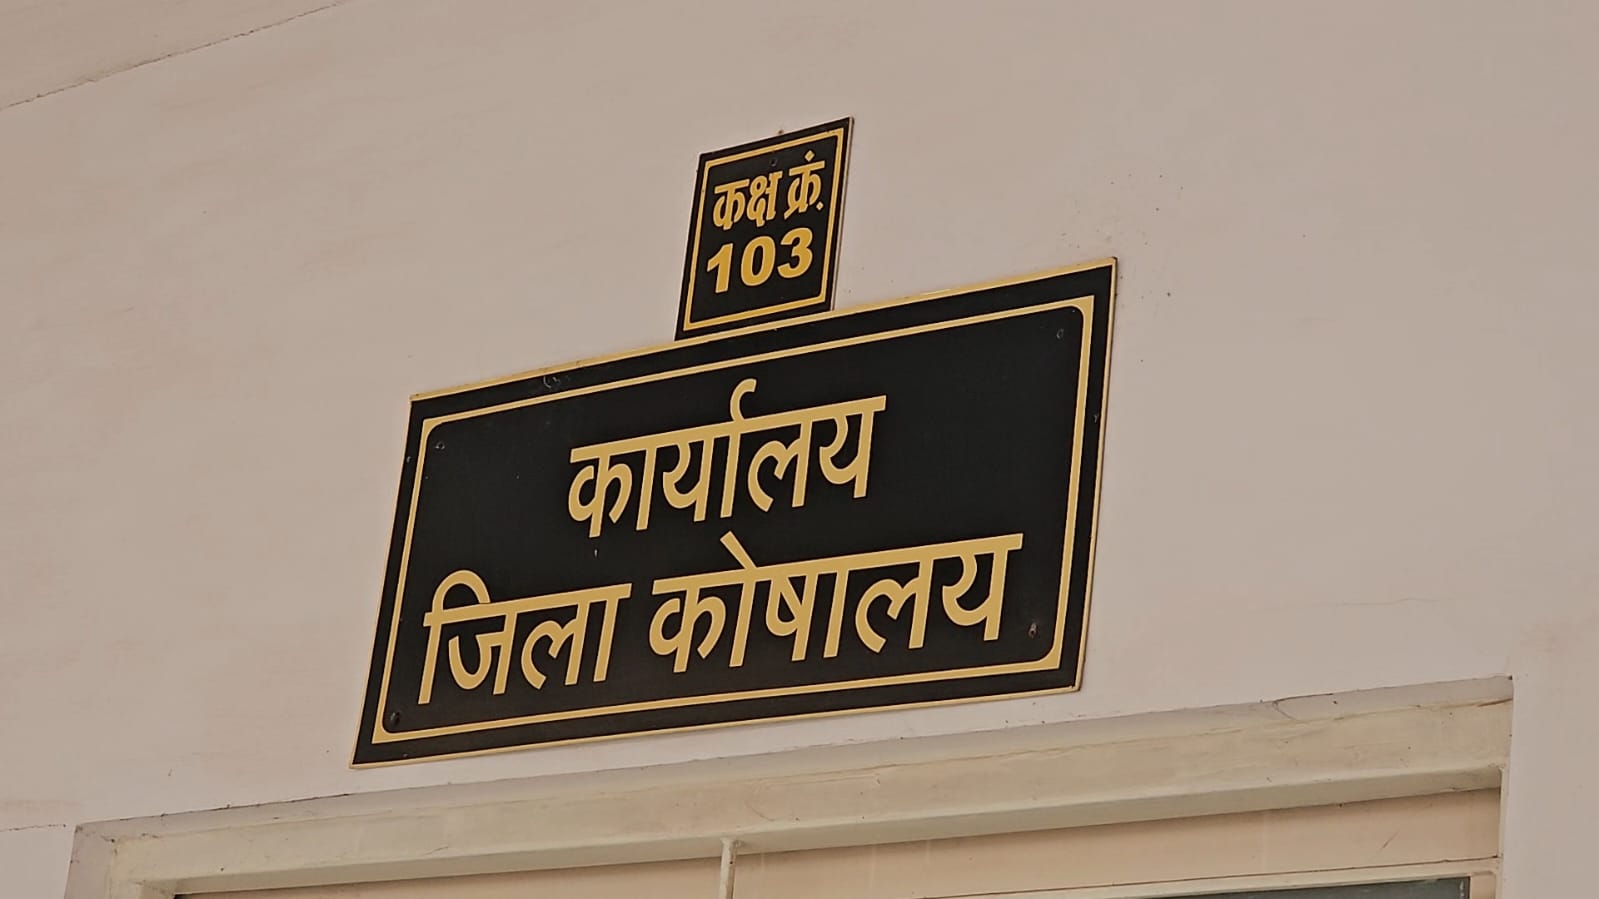 कक्ष क्रं.
103
कार्यालय
जिला कोषालय